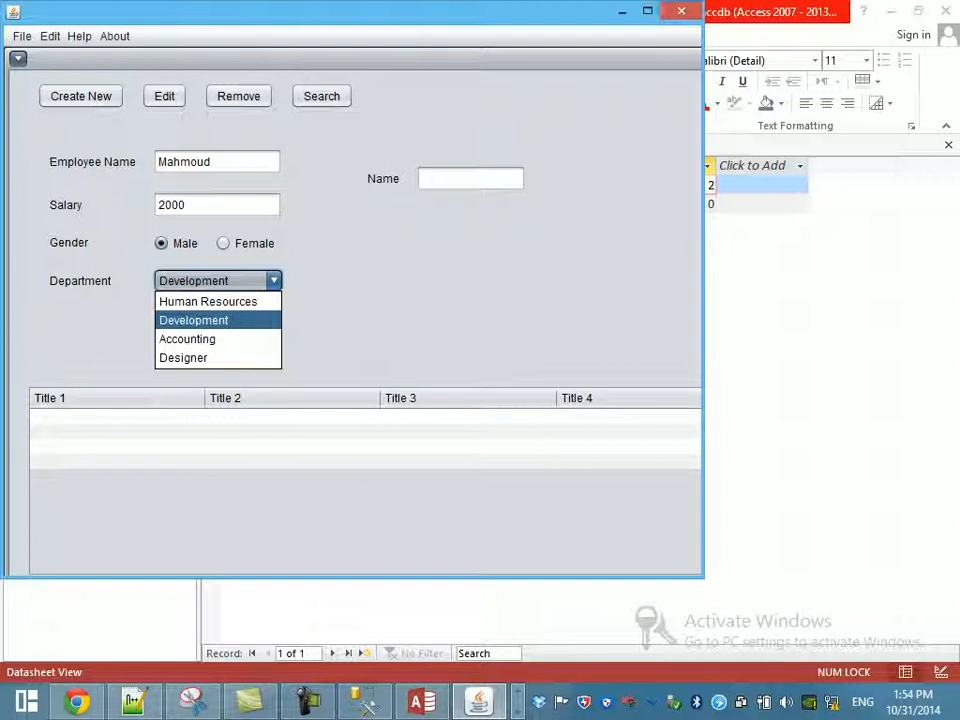 ccdb (Access 2007 - 2013...
Sign in
File Edit Help About
alibri (Detail) 11
U
Text Formatting
Create New Edit Remove Search
Click to Add
Employee Name Mahmoud
Name
2
Salary 2000
0
Gender Male Female
Department Development
Human Resources
Development
Accounting
Designer
Title 1 Title 2 Title 3 Title 4
Activate Windows
Go to PC settings to activate Windows.
Record: 1 of 1 No Filter Search
Datasheet View NUM LOCK
ENG 1:54 PM
10/31/2014